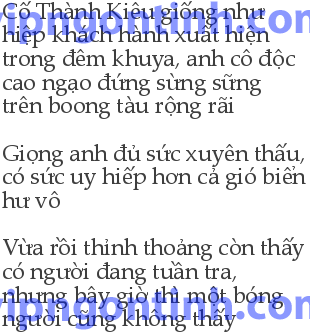 Cố Thành Kiêu giống như
hiệp khách hành xuất hiện
trong đêm khuya, anh cô độc
cao ngạo đứng sừng sững
trên boong tàu rộng rãi
Giọng anh đủ sức xuyên thấu,
có sức uy hiếp hơn cả gió biển
hư vô
Vừa rồi thỉnh thoảng còn thấy
có người đang tuần tra,
nhưng bây giờ thì một bóng
người cũng không thấy